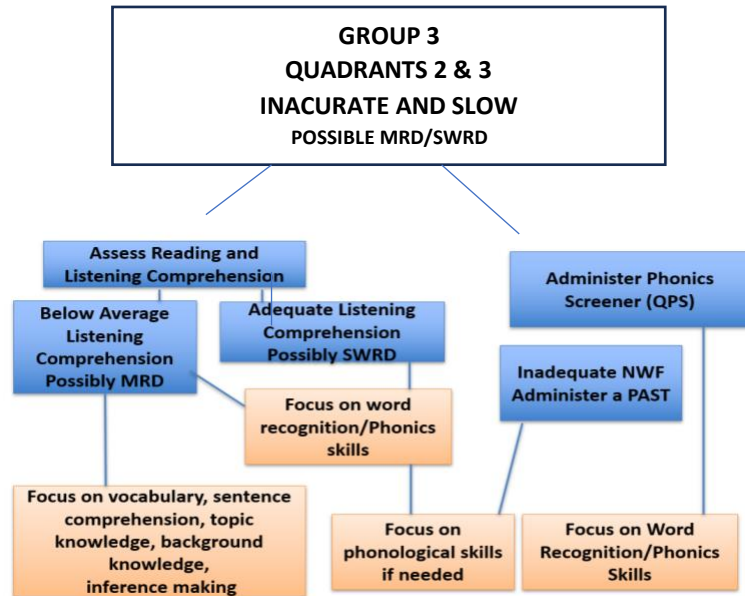 GROUP 3
QUADRANTS 2 & 3
INACURATE AND SLOW
POSSIBLE MRD/SWRD
Assess Reading and
Listening Comprehension
Below Average
Listening
Comprehension
Possibly MRD
Adequate Listening
Comprehension
Possibly SWRD
Administer Phonics
Screener (QPS)
Inadequate NWF
Administer a PAST
Focus on word
recognition/Phonics
skills
Focus on vocabulary, sentence
comprehension, topic
knowledge, background
knowledge,
inference making
Focus on
phonological skills
if needed
Focus on Word
Recognition/Phonics
Skills